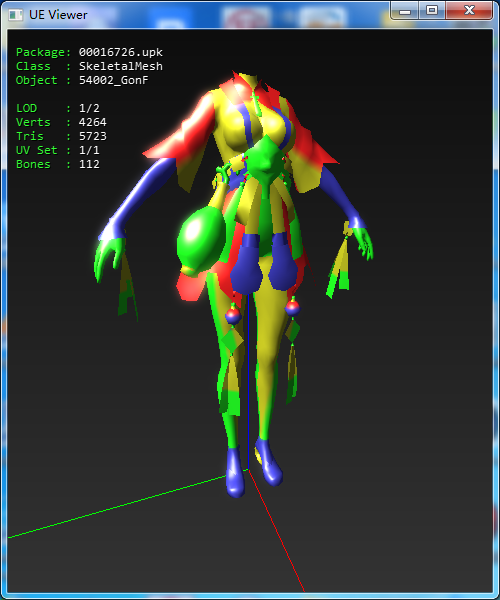 UE Viewer
Package: 00016726.upk
Class  : SkeletalMesh
Object : 54002_GonF
LOD    : 1/2
Verts  : 4264
Tris   : 5723
UV Set : 1/1
Bones  : 112